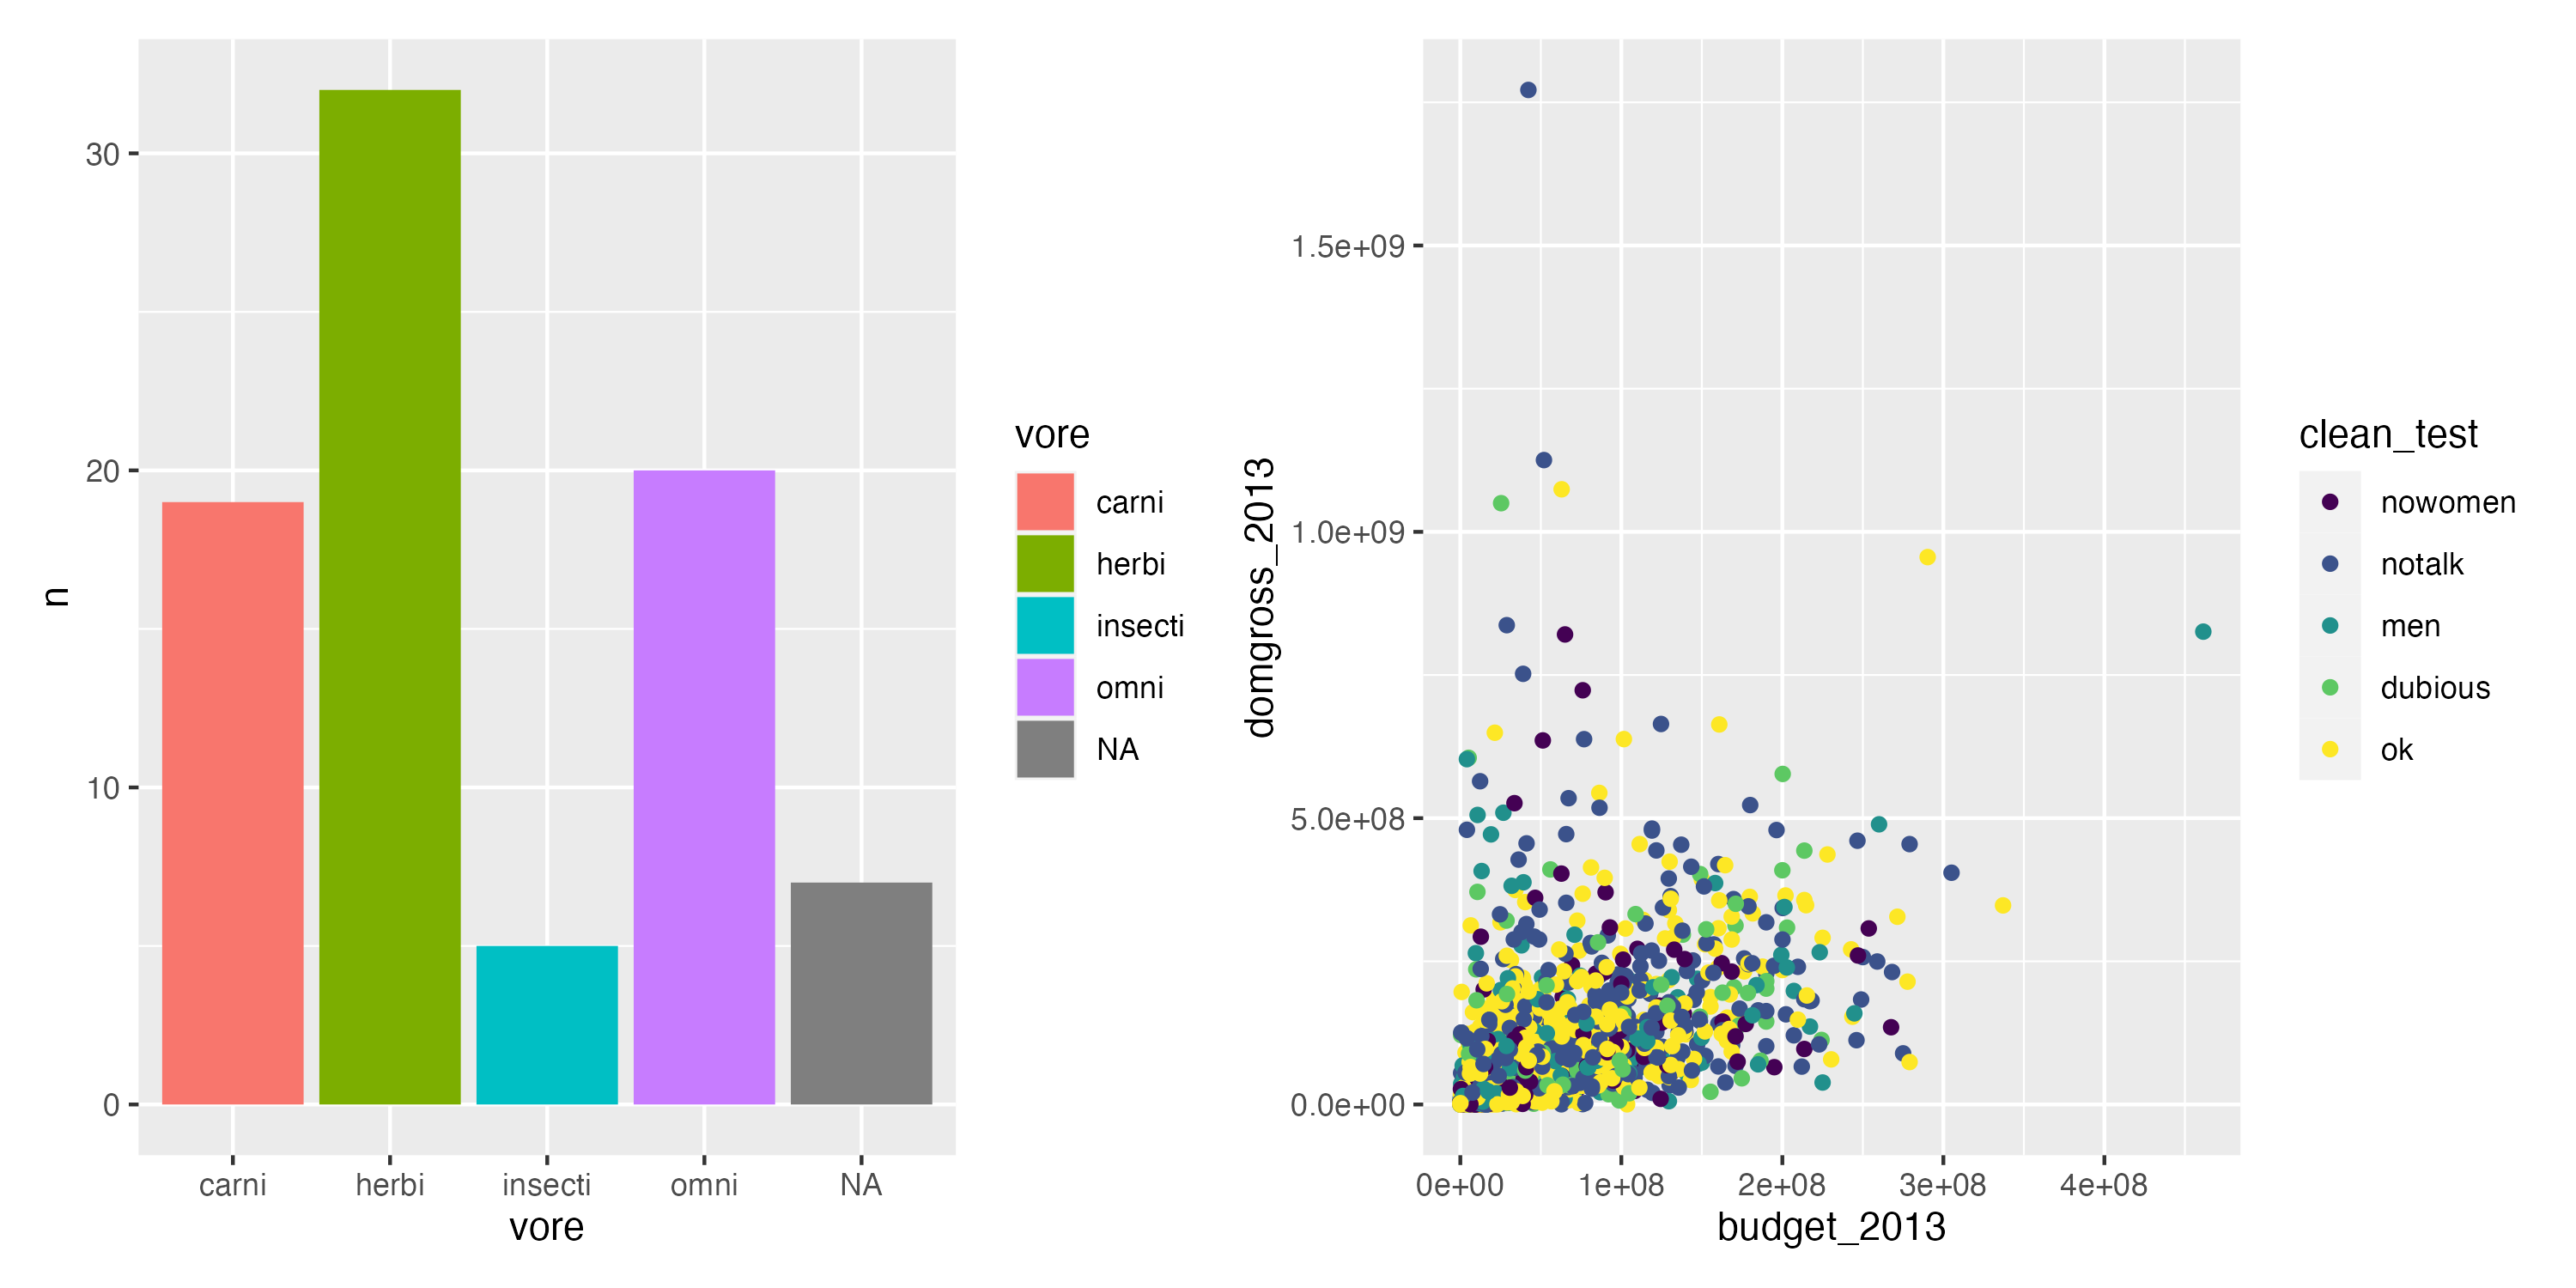 n
30
20
10
0
carni
herbi
insecti
omni
NA
vore
vore
carni
herbi
insecti
omni
NA
domgross_2013
1.5e+09
1.0e+09
5.0e+08
0.0e+00
0e+00
1e+08
2e+08
3e+08
4e+08
budget_2013
clean_test
nowomen
notalk
men
dubious
ok